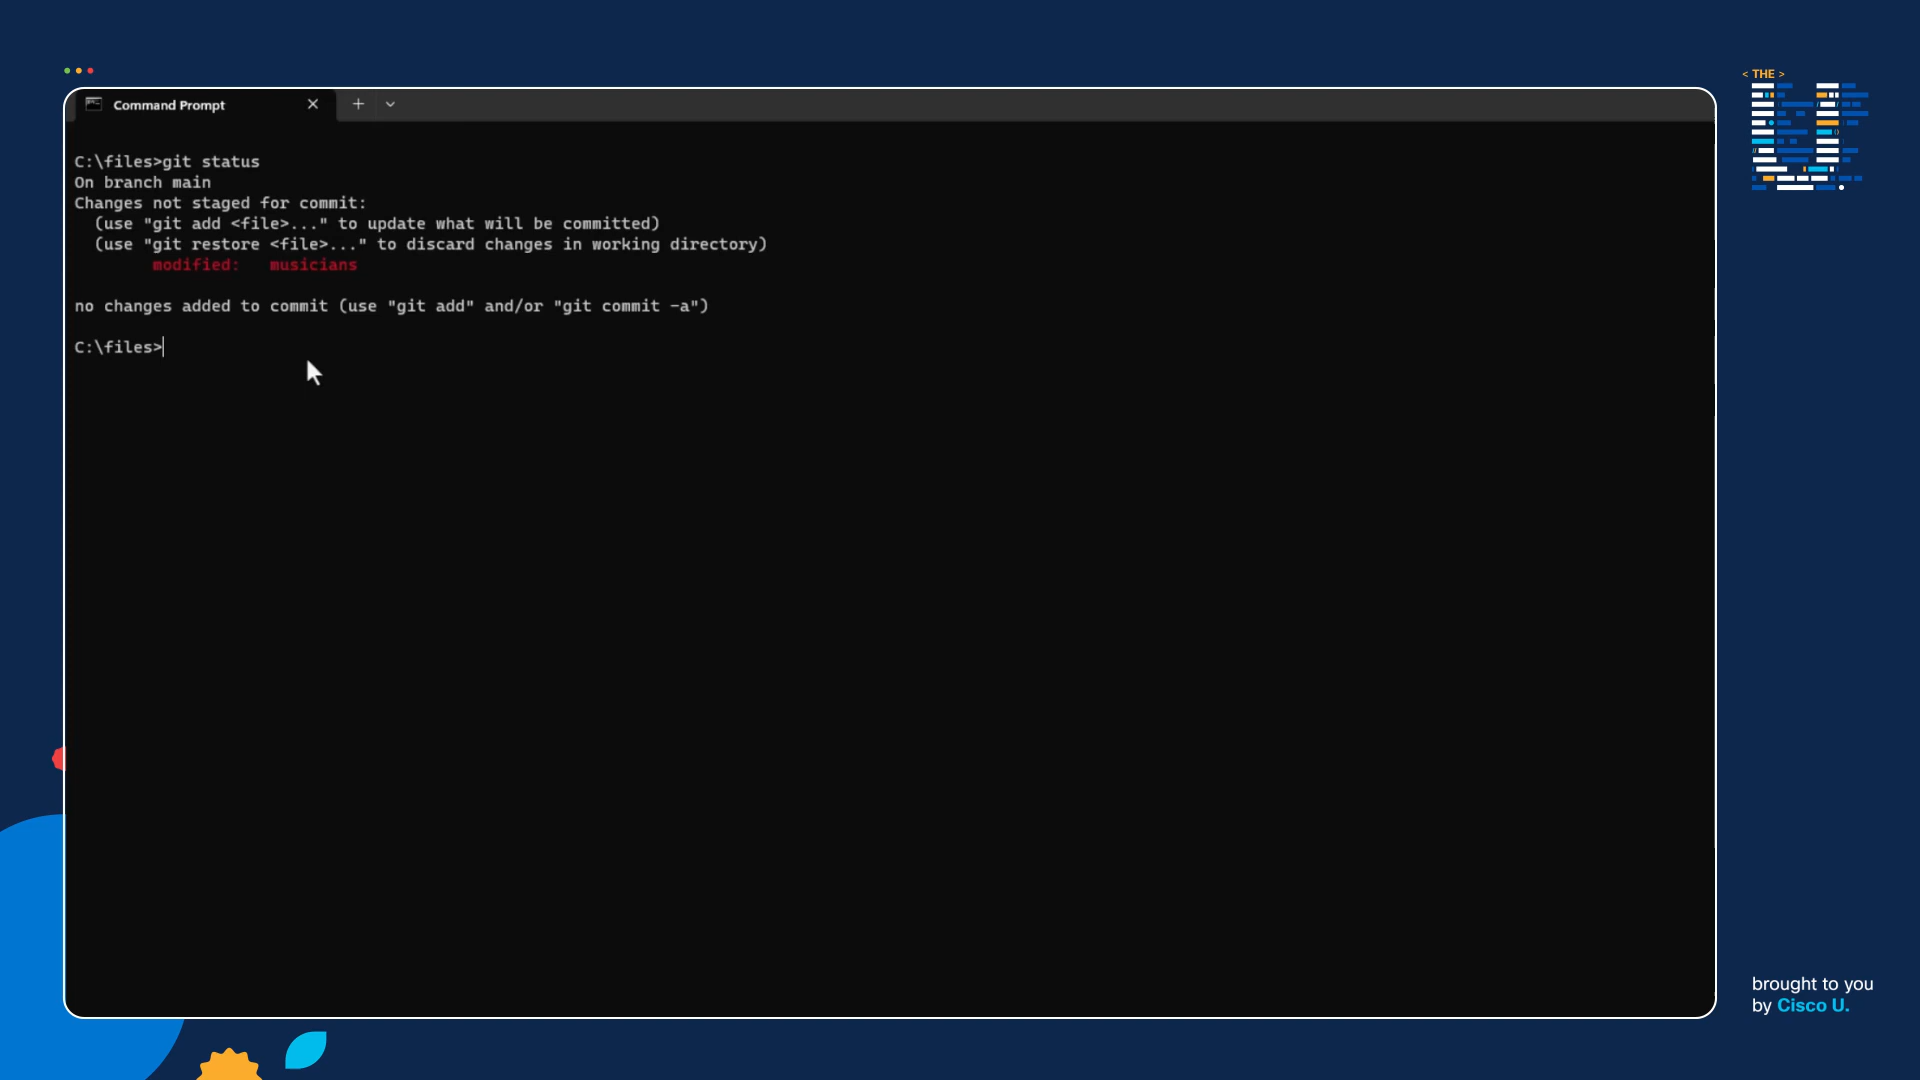 < THE >
Command Prompt
C:\files>git status
On branch main
Changes not staged for commit:
  (use "git add <file>..." to update what will be committed)
  (use "git restore <file>..." to discard changes in working directory)
        modified:   musicians
no changes added to commit (use "git add" and/or "git commit -a")
C:\files>
brought to you
by Cisco U.